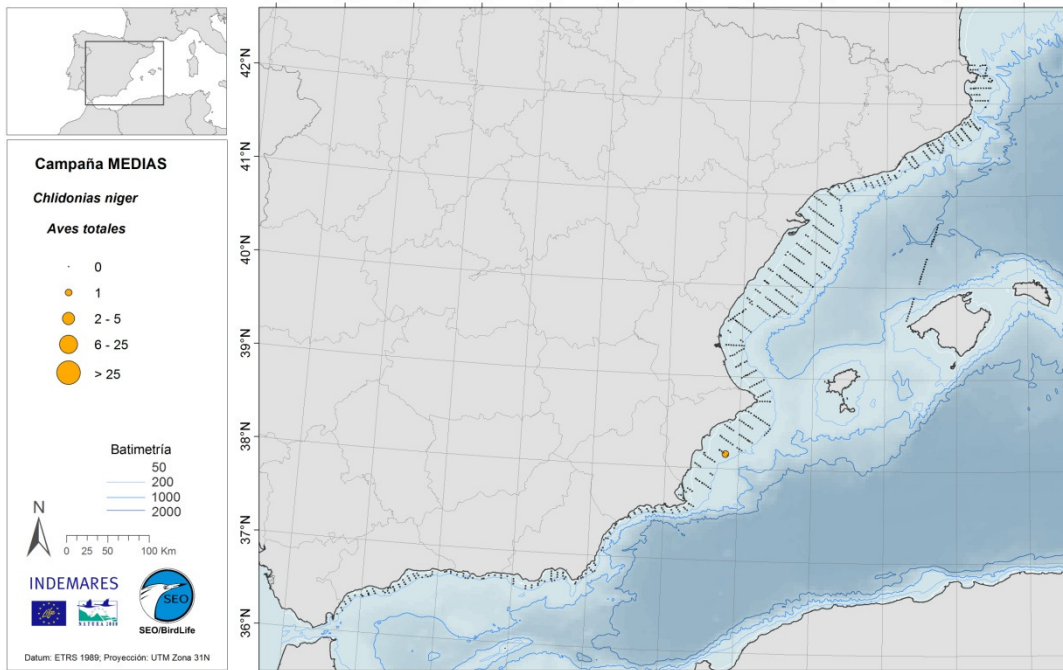 Campaña MEDIAS
Chlidonias niger
Aves totales
0
1
2 - 5
6 - 25
> 25
Batimetría
50
200
1000
2000
N
0 25 50 100 Km
INDEMARES
NATURA 2000
SEO
SEO/BirdLife
Datum: ETRS 1989; Proyección: UTM Zona 31N
42°N
41°N
40°N
39°N
38°N
37°N
36°N